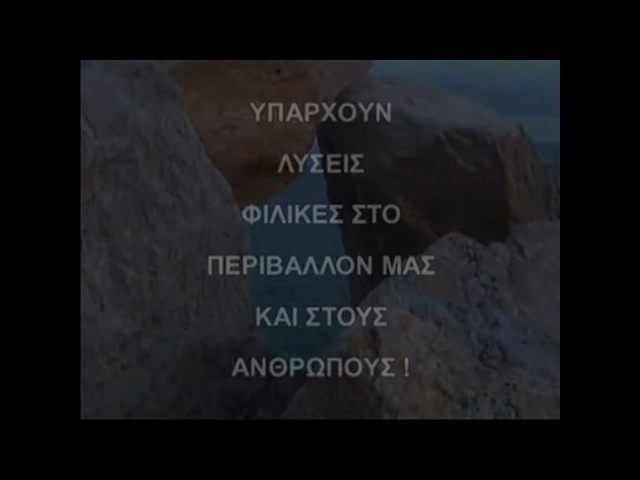 ΥΠΑΡΧΟΥΝ
ΛΥΣΕΙΣ
ΦΙΛΙΚΕΣ ΣΤΟ
ΠΕΡΙΒΑΛΛΟΝ ΜΑΣ
ΚΑΙ ΣΤΟΥΣ
ΑΝΘΡΩΠΟΥΣ !